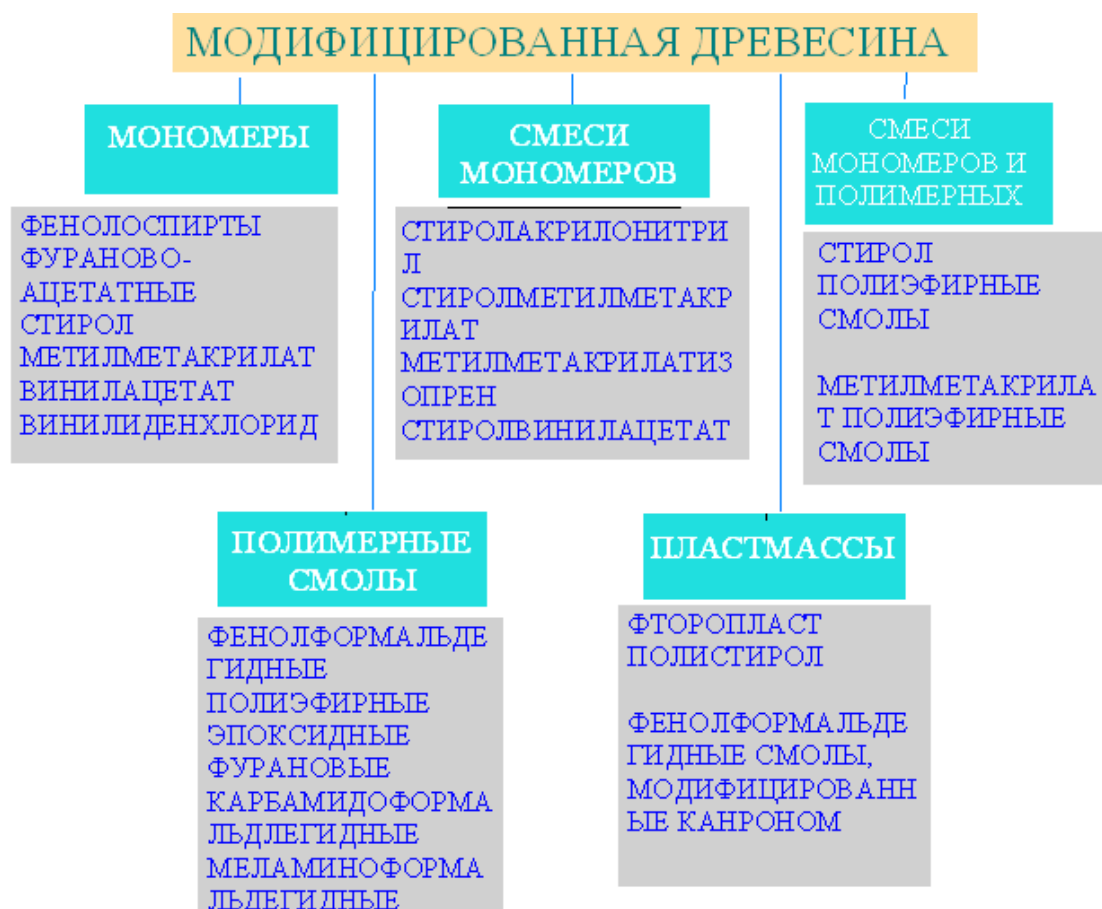 МОДИФИЦИРОВАННАЯ ДРЕВЕСИНА
МОНОМЕРЫ
ФЕНОЛОСПИРТЫ
ФУРАНОВО-
АЦЕТАТНЫЕ
СТИРОЛ
МЕТИЛМЕТАКРИЛАТ
ВИНИЛАЦЕТАТ
ВИНИЛИДЕНХЛОРИД
СМЕСИ
МОНОМЕРОВ
СТИРОЛАКРИЛОНИТРИ
Л
СТИРОЛМЕТИЛМЕТАКР
ИЛАТ
МЕТИЛМЕТАКРИЛАТИЗ
ОПРЕН
СТИРОЛВИНИЛАЦЕТАТ
СМЕСИ
МОНОМЕРОВ И
ПОЛИМЕРНЫХ
СТИРОЛ
ПОЛИЭФИРНЫЕ
СМОЛЫ
МЕТИЛМЕТАКРИЛА
Т ПОЛИЭФИРНЫЕ
СМОЛЫ
ПОЛИМЕРНЫЕ
СМОЛЫ
ФЕНОЛФОРМАЛЬДЕ
ГИДНЫЕ
ПОЛИЭФИРНЫЕ
ЭПОКСИДНЫЕ
ФУРАНОВЫЕ
КАРБАМИДОФОРМА
ЛЬДЛЕГИДНЫЕ
МЕЛАМИНОФОРМА
ЛЬДЕГИДНЫЕ
ПЛАСТМАССЫ
ФТОРОПЛАСТ
ПОЛИСТИРОЛ
ФЕНОЛФОРМАЛЬДЕ
ГИДНЫЕ СМОЛЫ,
МОДИФИЦИРОВАНН
ЫЕ КАНРОНОМ